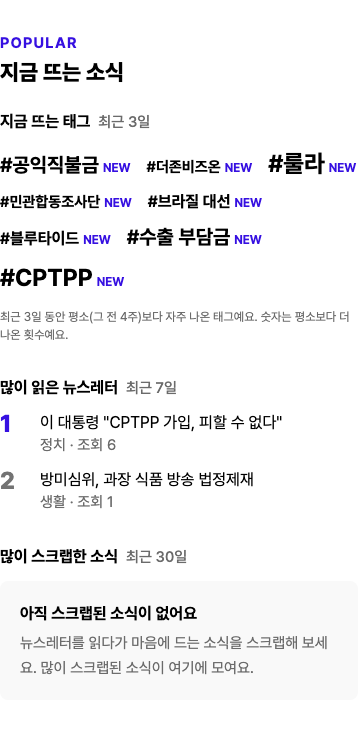 POPULAR
지금 뜨는 소식
지금 뜨는 태그 최근 3일
#공익직불금 NEW #더존비즈온 NEW #룰라 NEW
#민관합동조사단 NEW #브라질 대선 NEW
#블루타이드 NEW #수출 부담금 NEW
#CPTPP NEW
최근 3일 동안 평소(그 전 4주)보다 자주 나온 태그예요. 숫자는 평소보다 더
나온 횟수예요.
많이 읽은 뉴스레터 최근 7일
1 이 대통령 "CPTPP 가입, 피할 수 없다"
정치 · 조회 6
2 방미심위, 과장 식품 방송 법정제재
생활 · 조회 1
많이 스크랩한 소식 최근 30일
아직 스크랩된 소식이 없어요
뉴스레터를 읽다가 마음에 드는 소식을 스크랩해 보세
요. 많이 스크랩된 소식이 여기에 모여요.